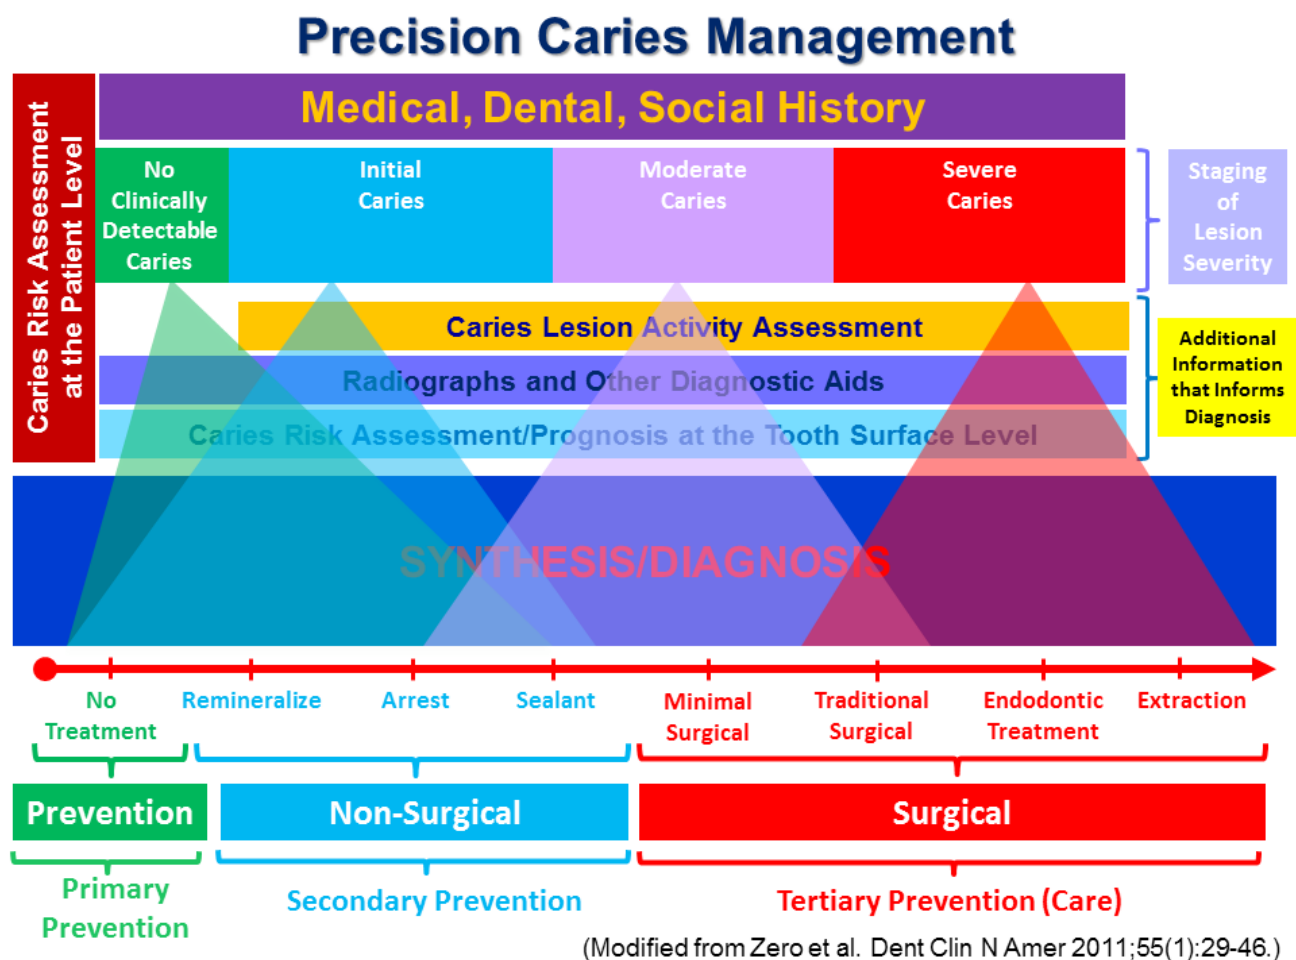 Precision Caries Management
Caries Risk Assessment
at the Patient Level
Medical, Dental, Social History
No
Clinically
Detectable
Caries
Initial
Caries
Moderate
Caries
Severe
Caries
Staging
of
Lesion
Severity
Caries Lesion Activity Assessment
Radiographs and Other Diagnostic Aids
Caries Risk Assessment/Prognosis at the Tooth Surface Level
Additional
Information
that Informs
Diagnosis
SYNTHESIS/DIAGNOSIS
No
Treatment
Remineralize
Arrest
Sealant
Minimal
Surgical
Traditional
Surgical
Endodontic
Treatment
Extraction
Prevention
Non-Surgical
Surgical
Primary
Prevention
Secondary Prevention
Tertiary Prevention (Care)
(Modified from Zero et al. Dent Clin N Amer 2011;55(1):29-46.)